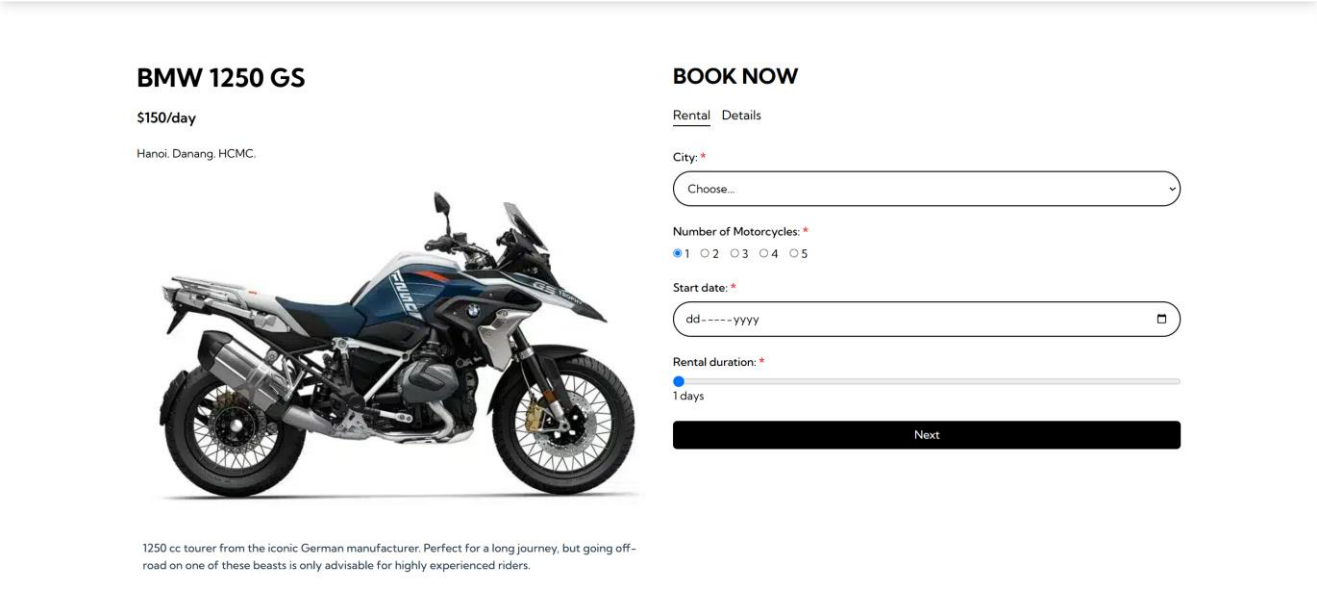 BMW 1250 GS
$150/day
Hanoi. Danang. HCMC.
1250 cc tourer from the iconic German manufacturer. Perfect for a long journey, but going off-
road on one of these beasts is only advisable for highly experienced riders.
BOOK NOW
Rental Details
City: *
Choose...
Number of Motorcycles: *
1 2 3 4 5
Start date: *
dd-----yyyy
Rental duration: *
1 days
Next